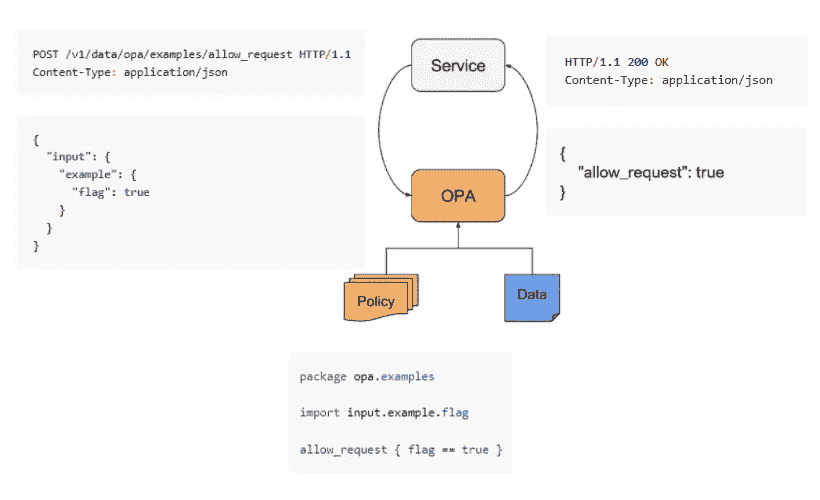 POST /v1/data/opa/examples/allow_request HTTP/1.1
Content-Type: application/json
{
  "input": {
    "example": {
      "flag": true
    }
  }
}
Service
OPA
Policy
Data
HTTP/1.1 200 OK
Content-Type: application/json
{
    "allow_request": true
}
package opa.examples
import input.example.flag
allow_request { flag == true }